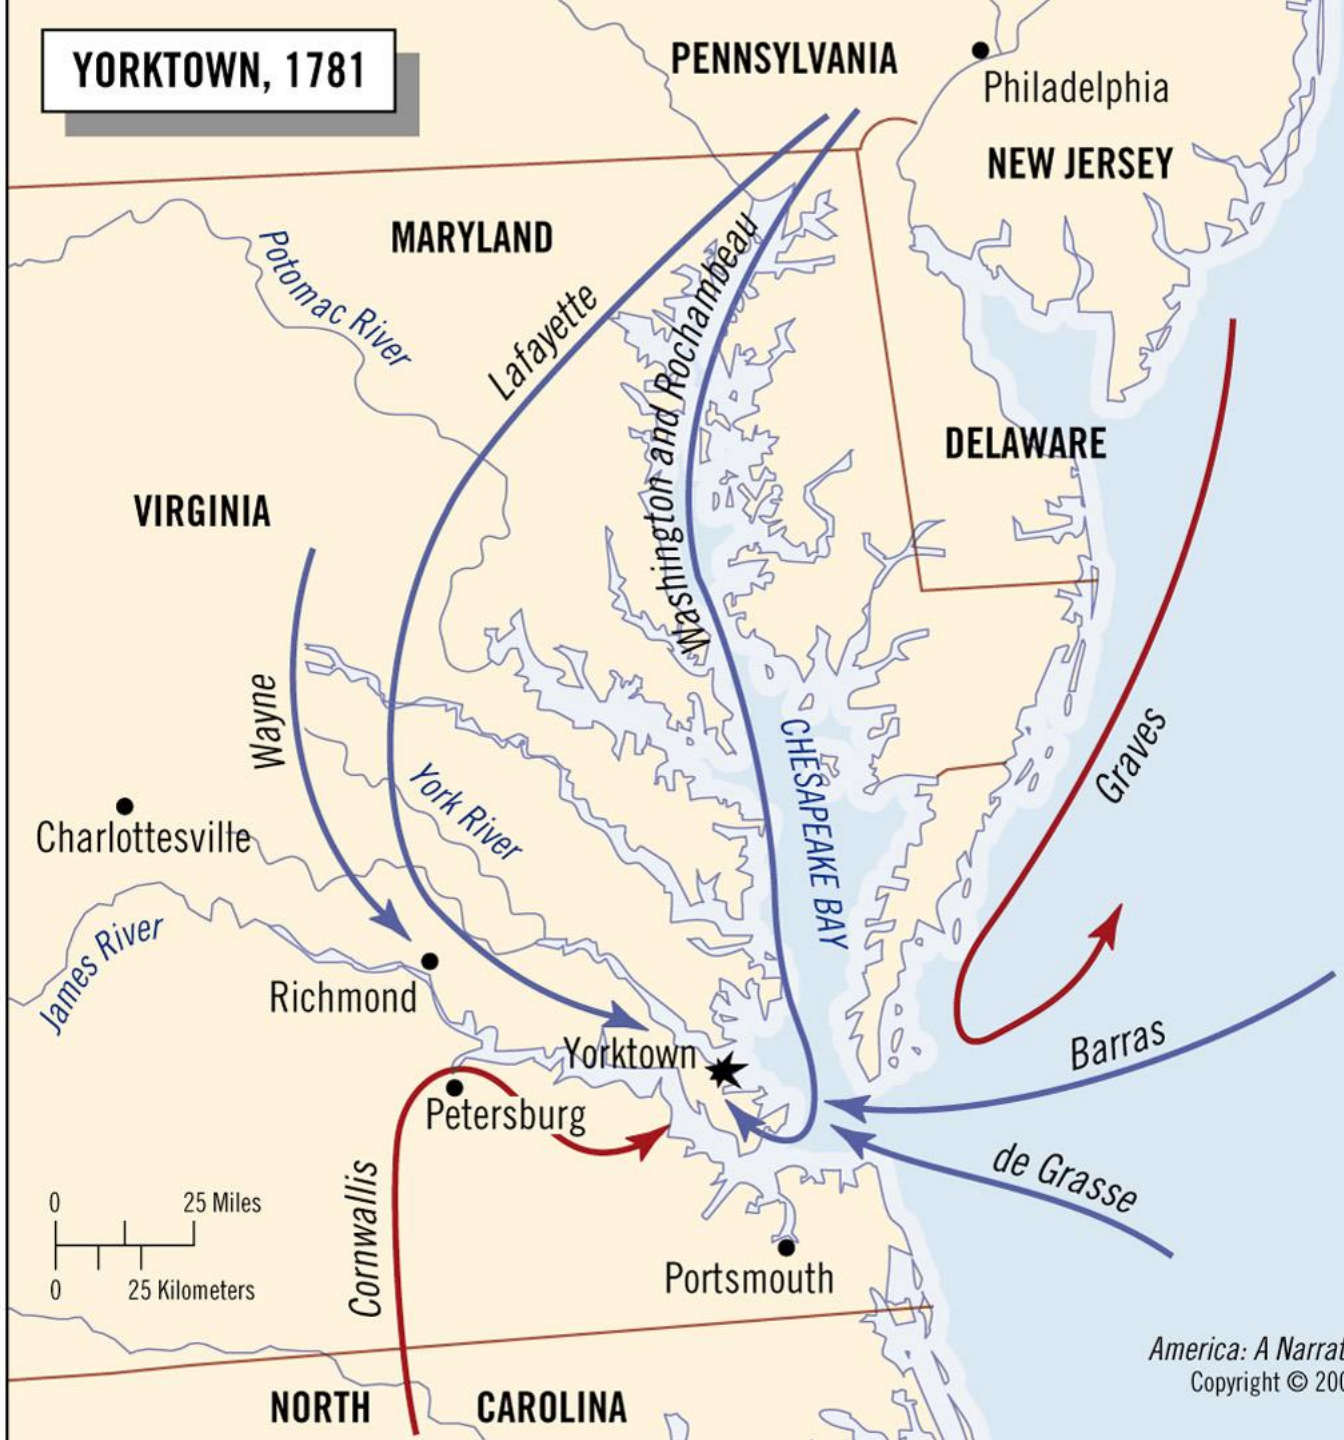 YORKTOWN, 1781
PENNSYLVANIA
Philadelphia
NEW JERSEY
MARYLAND
Potomac River
Lafayette
Washington and Rochambeau
DELAWARE
VIRGINIA
Wayne
Graves
CHESAPEAKE BAY
York River
Charlottesville
James River
Richmond
Yorktown
Barras
Petersburg
de Grasse
Cornwallis
0 25 Miles
0 25 Kilometers
Portsmouth
America: A
Copyright ©
NORTH CAROLINA